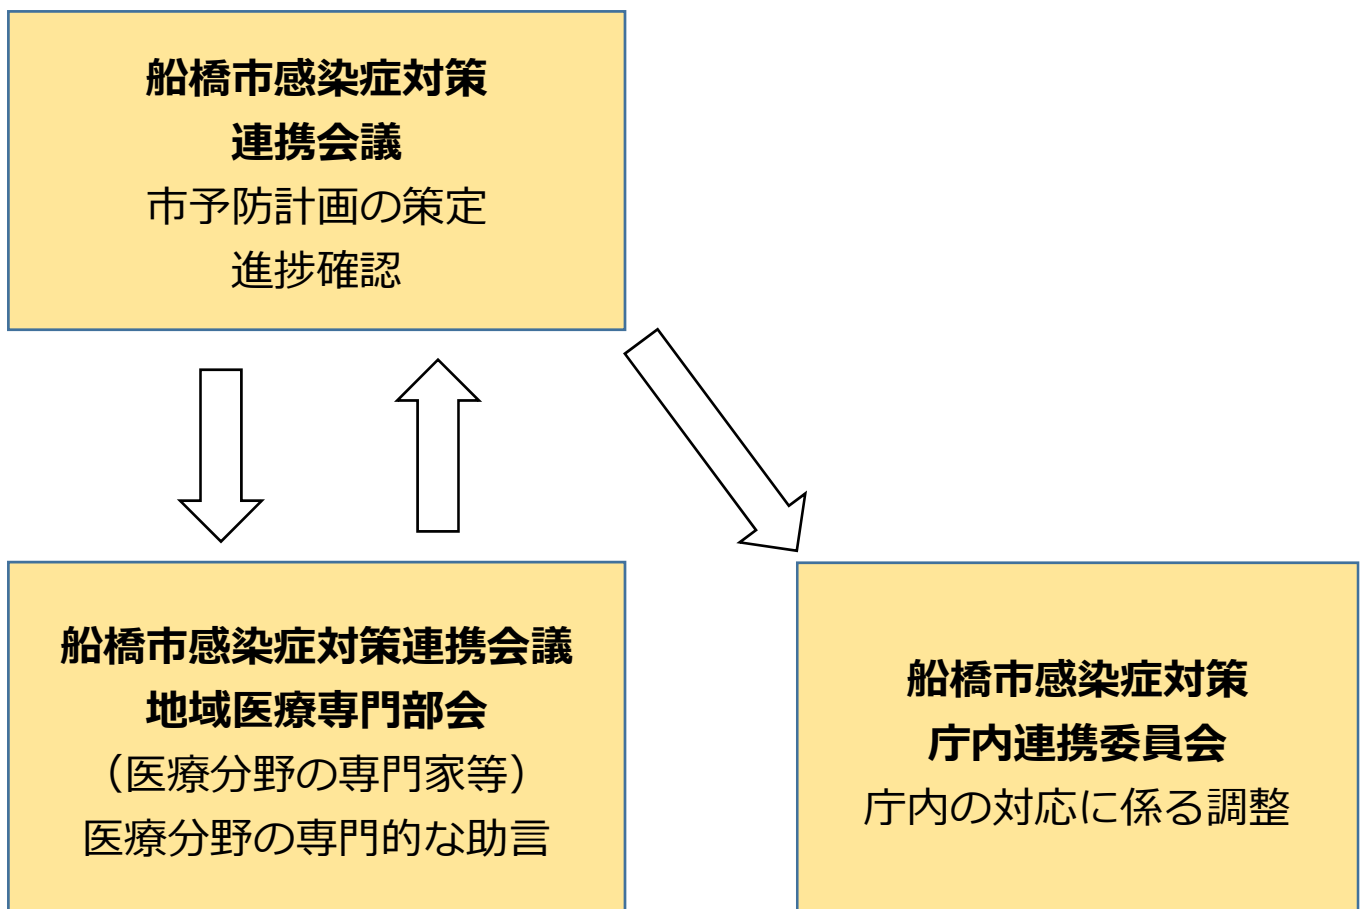 船橋市感染症対策
連携会議
市予防計画の策定
進捗確認
船橋市感染症対策連携会議
地域医療専門部会
（医療分野の専門家等）
医療分野の専門的な助言
船橋市感染症対策
庁内連携委員会
庁内の対応に係る調整